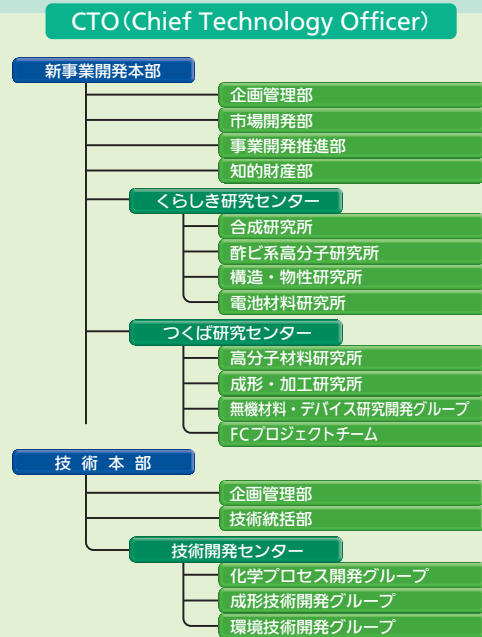 CTO（Chief Technology Officer）
新事業開発本部
企画管理部
市場開発部
事業開発推進部
知的財産部
くらしき研究センター
合成研究所
酢ビ系高分子研究所
構造・物性研究所
電池材料研究所
つくば研究センター
高分子材料研究所
成形・加工研究所
無機材料・デバイス研究開発グループ
FCプロジェクトチーム
技術本部
企画管理部
技術統括部
技術開発センター
化学プロセス開発グループ
成形技術開発グループ
環境技術開発グループ